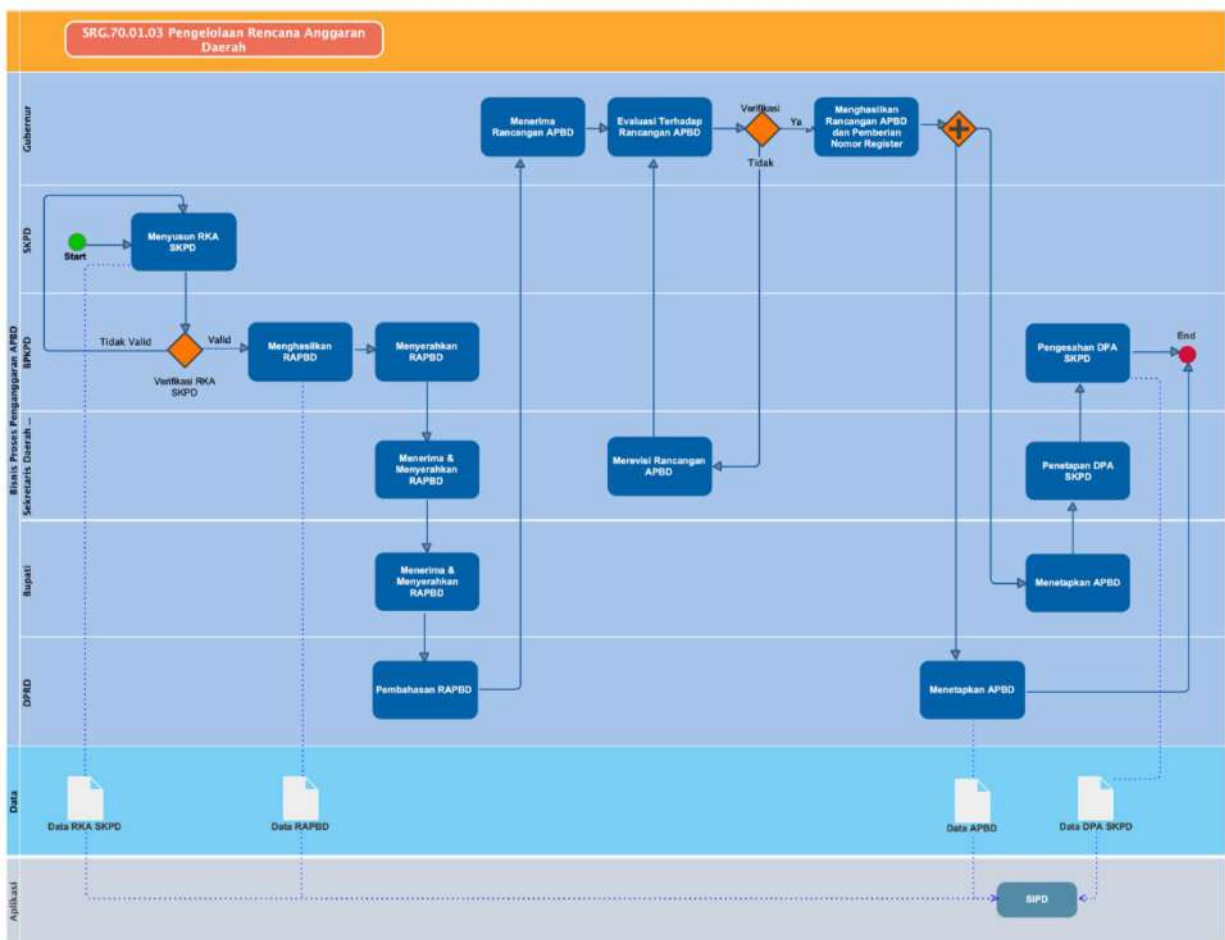 SRG.70.01.03 Pengelolaan Rencana Anggaran
Daerah
Bisnis Proses Penganggaran APBD
Gubernur
Menerima
Rancangan APBD
Evaluasi Terhadap
Rancangan APBD
Verifikasi
Ya
Tidak
Menghasilkan
Rancangan APBD
dan Pemberian
Nomor Register
SKPD
Start
Menyusun RKA
SKPD
BPKPD
Tidak Valid
Valid
Verifikasi RKA
SKPD
Menghasilkan
RAPBD
Menyerahkan
RAPBD
Pengesahan DPA
SKPD
End
Sekretaris Daerah ...
Menerima &
Menyerahkan
RAPBD
Merevisi Rancangan
APBD
Penetapan DPA
SKPD
Bupati
Menerima &
Menyerahkan
RAPBD
Menetapkan APBD
DPRD
Pembahasan RAPBD
Menetapkan APBD
Data
Data RKA SKPD
Data RAPBD
Data APBD
Data DPA SKPD
Aplikasi
SIPD